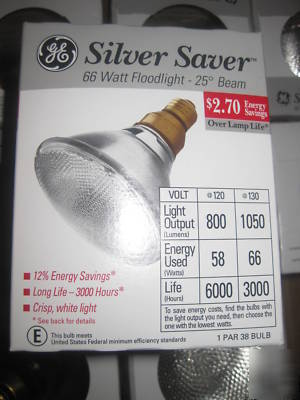 GE Silver Saver™
66 Watt Floodlight - 25° Beam
$2.70 Energy Savings
Over Lamp Life*
VOLT @120 @130
Light Output (Lumens) 800 1050
Energy Used (Watts) 58 66
Life (Hours) 6000 3000
12% Energy Savings*
Long Life – 3000 Hours*
Crisp, white light
* See back for details
To save energy costs, find the bulbs with
the light output you need, then choose the
one with the lowest watts.
E This bulb meets
United States Federal minimum efficiency standards
1 PAR 38 BULB